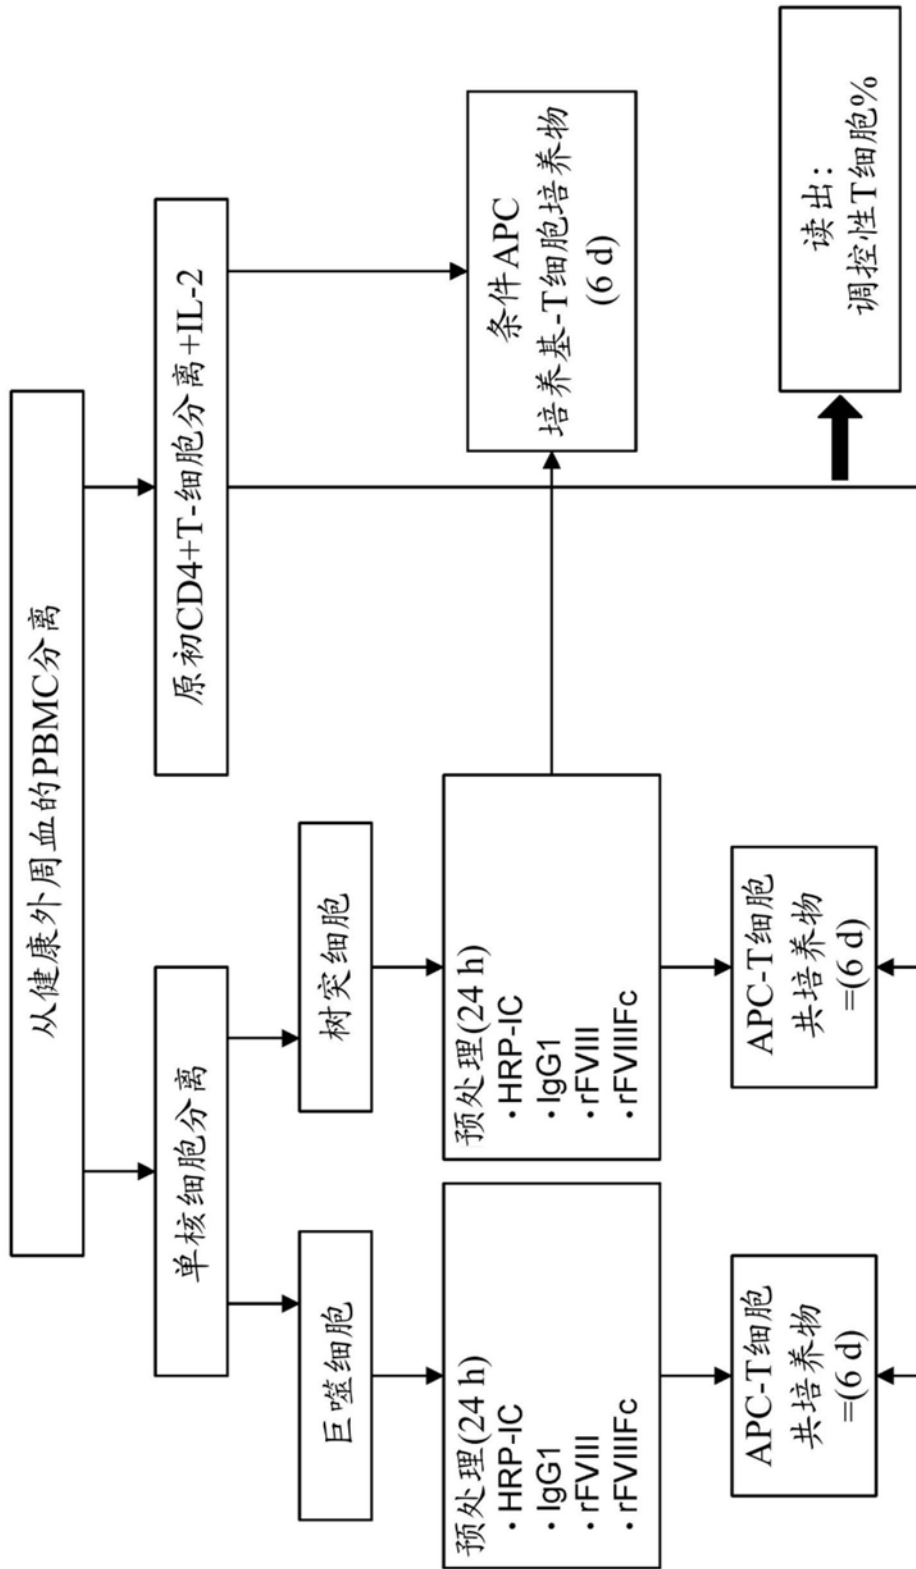 从健康外周血的PBMC分离
单核细胞分离
原初CD4+T-细胞分离+IL-2
巨噬细胞
树突细胞
预处理(24 h)
· HRP-IC
· IgG1
· rFVIII
· rFVIIIFc
预处理(24 h)
· HRP-IC
· IgG1
· rFVIII
· rFVIIIFc
条件APC
培养基-T细胞培养物
(6 d)
APC-T细胞
共培养物
=(6 d)
APC-T细胞
共培养物
=(6 d)
读出:
调控性T细胞%